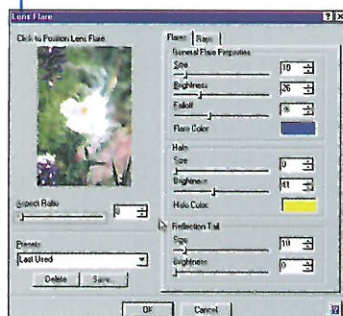 Lens Flare
Click to Position Lens Flare
Aspect Ratio
Presets
Last Used
Delete Save...
Flares Rays
General Flare Properties
Size 10
Brightness 26
Falloff
Flare Color
Halo
Size
Brightness 41
Halo Color
Reflection Tail
Size 10
Brightness 0
OK Cancel